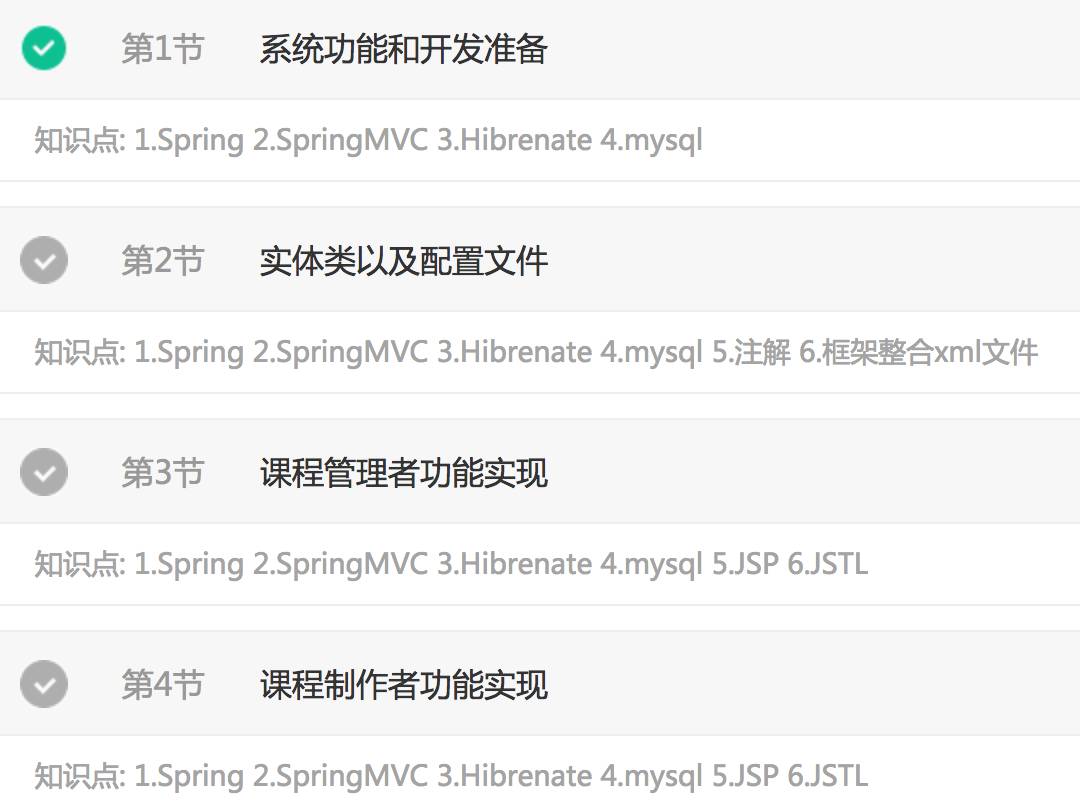 第1节 系统功能和开发准备
知识点: 1.Spring 2.SpringMVC 3.Hibrenate 4.mysql
第2节 实体类以及配置文件
知识点: 1.Spring 2.SpringMVC 3.Hibrenate 4.mysql 5.注解 6.框架整合xml文件
第3节 课程管理者功能实现
知识点: 1.Spring 2.SpringMVC 3.Hibrenate 4.mysql 5.JSP 6.JSTL
第4节 课程制作者功能实现
知识点: 1.Spring 2.SpringMVC 3.Hibrenate 4.mysql 5.JSP 6.JSTL